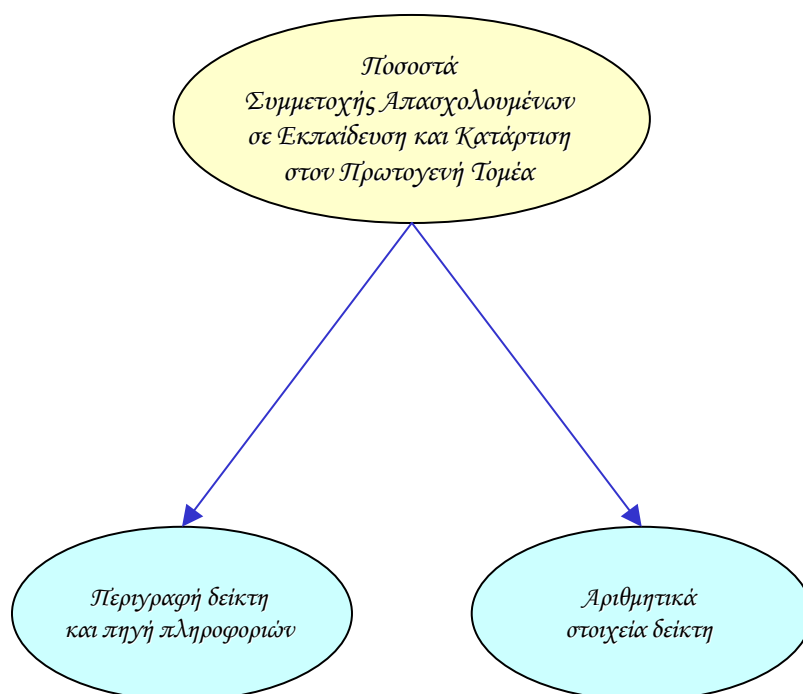 Ποσοστά
Συμμετοχής Απασχολουμένων
σε Εκπαίδευση και Κατάρτιση
στον Πρωτογενή Τομέα
Περιγραφή δείκτη
και πηγή πληροφοριών
Αριθμητικά
στοιχεία δείκτη